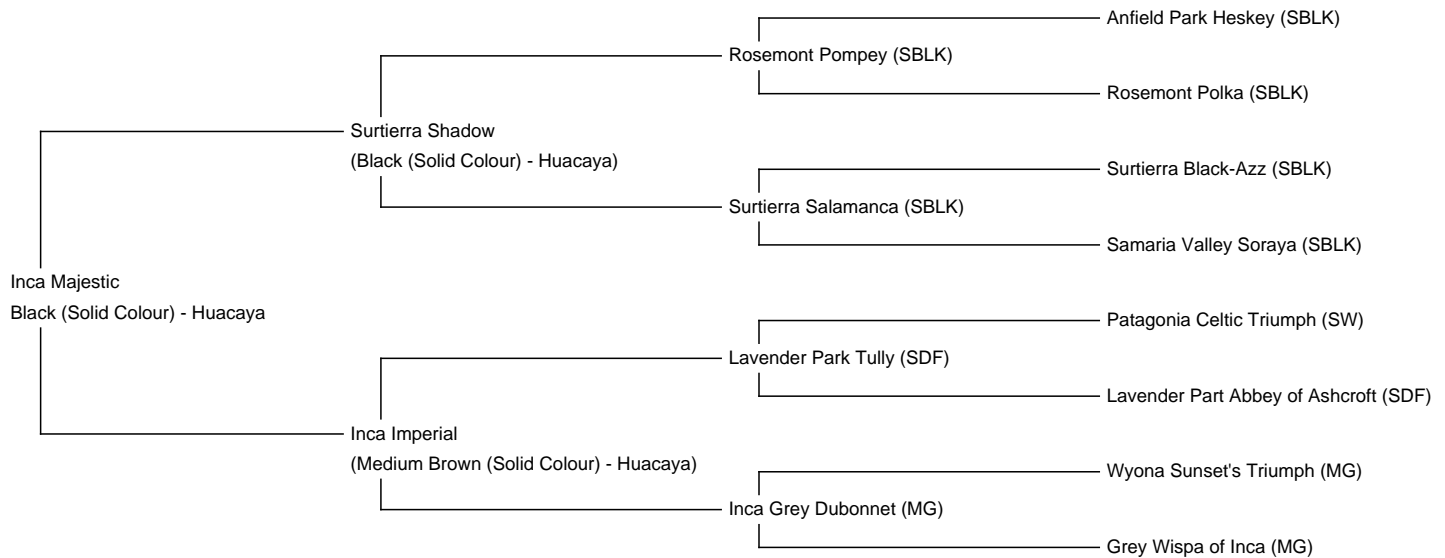 Anfield Park Heskey (SBLK)
Rosemont Pompey (SBLK)
Rosemont Polka (SBLK)
Surtierra Shadow
(Black (Solid Colour) - Huacaya)
Surtierra Black-Azz (SBLK)
Surtierra Salamanca (SBLK)
Samaria Valley Soraya (SBLK)
Inca Majestic
Black (Solid Colour) - Huacaya
Patagonia Celtic Triumph (SW)
Lavender Park Tully (SDF)
Lavender Part Abbey of Ashcroft (SDF)
Inca Imperial
(Medium Brown (Solid Colour) - Huacaya)
Wyona Sunset's Triumph (MG)
Inca Grey Dubonnet (MG)
Grey Wispa of Inca (MG)